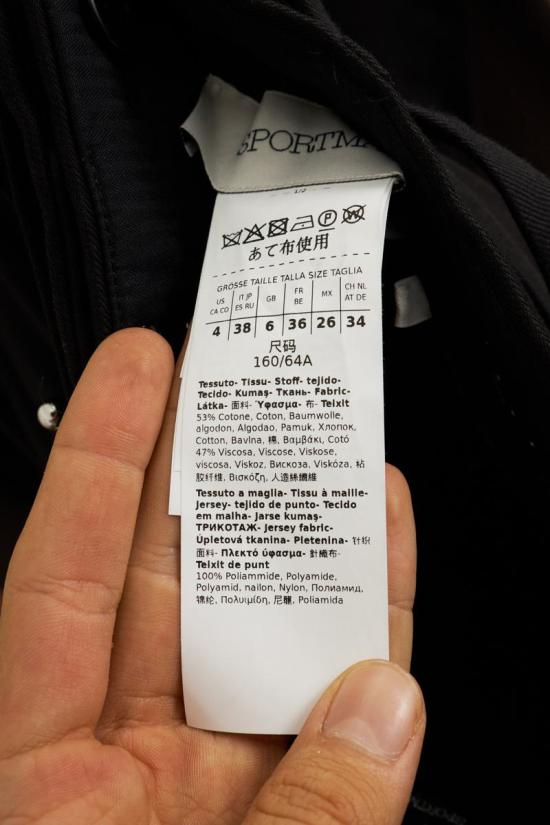 SPORTM
1/2
あて布使用
GRÖSSE TAILLE TALLA SIZE TAGLIA
US CA CO | IT JP ES RU | GB | FR BE | MX | CH NL AT DE
4 | 38 | 6 | 36 | 26 | 34
尺码
160/64A
Tessuto- Tissu- Stoff- tejido-
Tecido- Kumaş- Ткань- Fabric-
Látka- 面料- Ύφασμα- 布- Teixit
53% Cotone, Coton, Baumwolle,
algodon, Algodao, Pamuk, Хлопок,
Cotton, Bavlna, 棉, Βαμβάκι, Cotó
47% Viscosa, Viscose, Viskose,
viscosa, Viskoz, Вискоза, Viskóza, 粘
胶纤维, Βισκόζη, 人造絲纖維
Tessuto a maglia- Tissu à maille-
Jersey- tejido de punto- Tecido
em malha- Jarse kumaş-
ТРИКОТАЖ- Jersey fabric-
Úpletová tkanina- Pletenina- 针织
面料- Πλεκτό ύφασμα- 針織布-
Teixit de punt
100% Poliammide, Polyamide,
Polyamid, nailon, Nylon, Полиамид,
锦纶, Πολυιμίδη, 尼龍, Poliamida
SPORTM